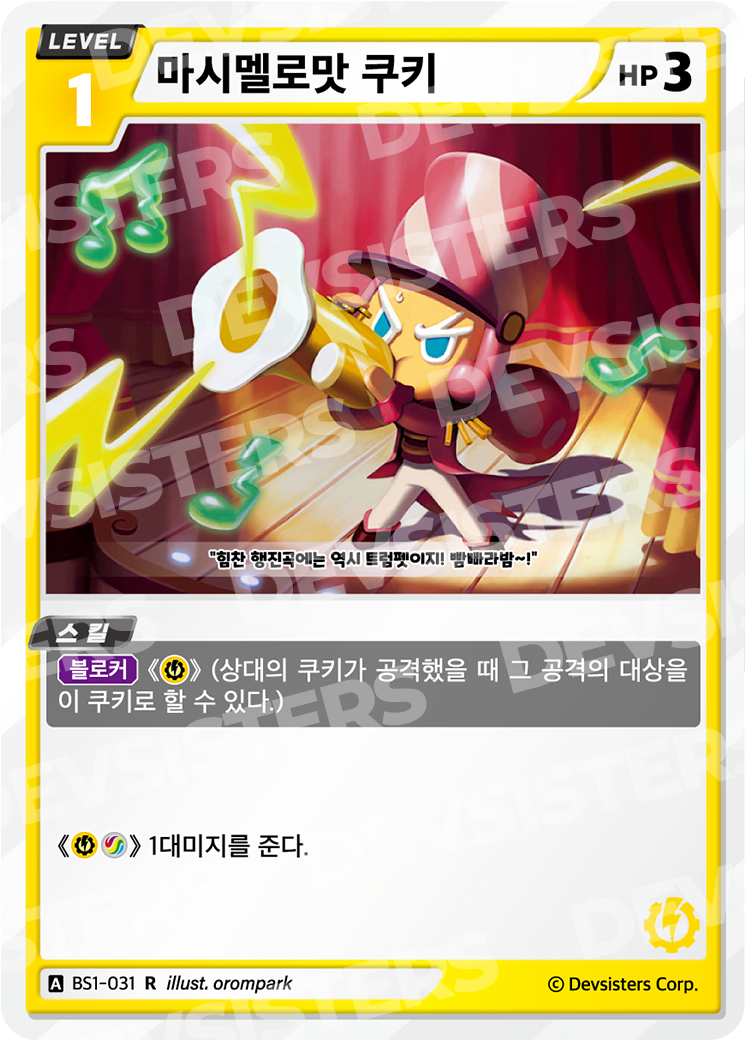 LEVEL
1
마시멜로맛 쿠키
HP 3
"힘찬 행진곡에는 역시 트럼펫이지! 빰빠라밤~!"
스킬
블로커 《》 (상대의 쿠키가 공격했을 때 그 공격의 대상을
이 쿠키로 할 수 있다.)
《》 1대미지를 준다.
A BS1-031 R illust. orompark
© Devsisters Corp.
DEVSISTERS